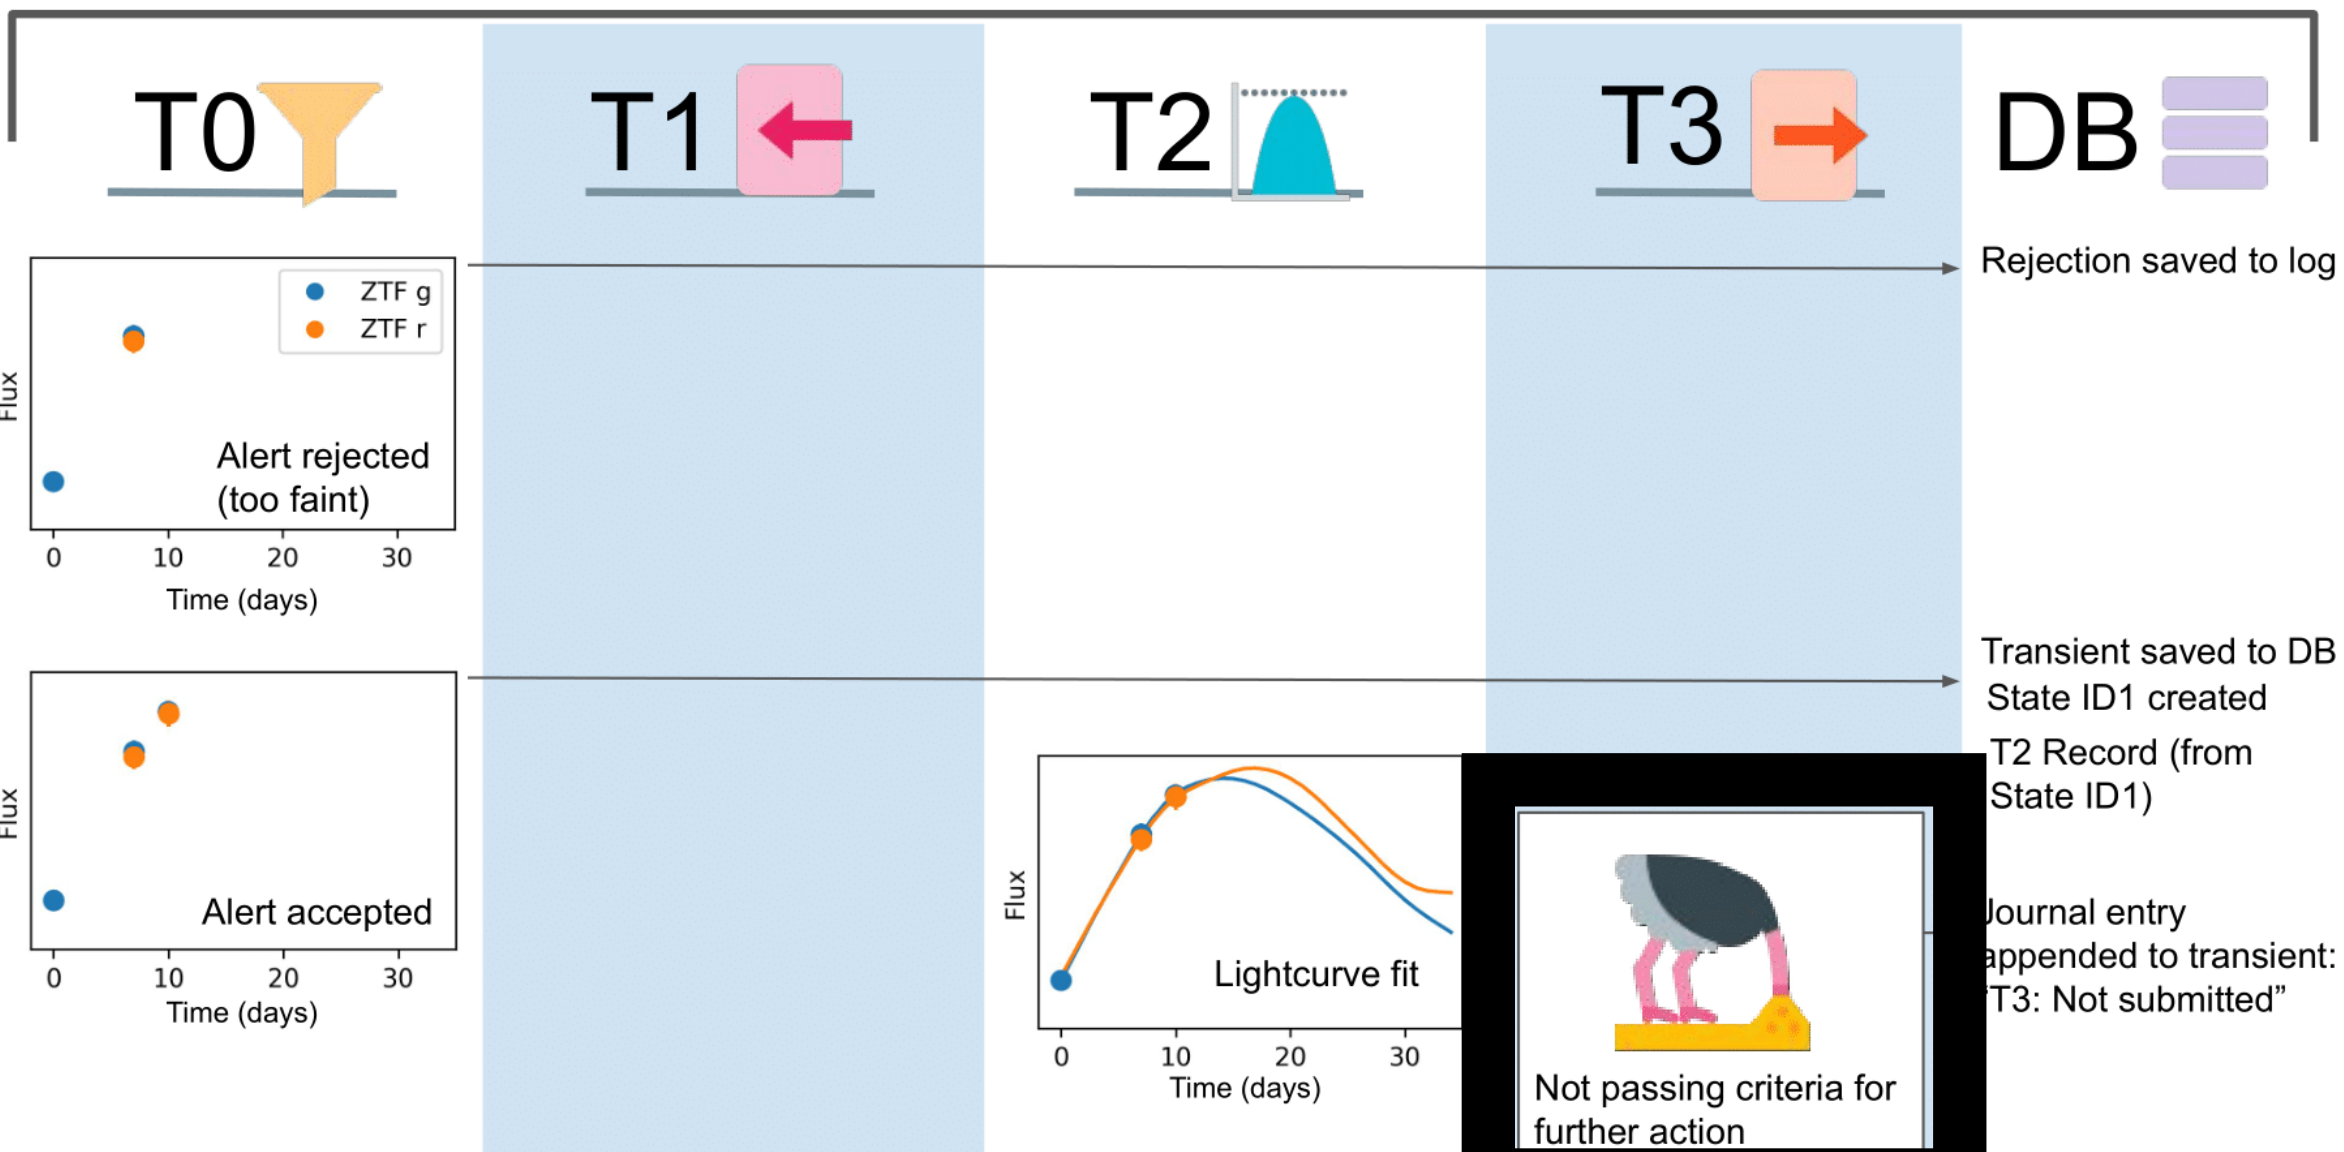 T0
T1
T2
T3
DB
Rejection saved to log
ZTF g
ZTF r
Flux
Alert rejected
(too faint)
0 10 20 30
Time (days)
Transient saved to DB
State ID1 created
T2 Record (from
State ID1)
Flux
Alert accepted
0 10 20 30
Time (days)
Flux
Lightcurve fit
0 10 20 30
Time (days)
Not passing criteria for
further action
Journal entry
appended to transient:
“T3: Not submitted”